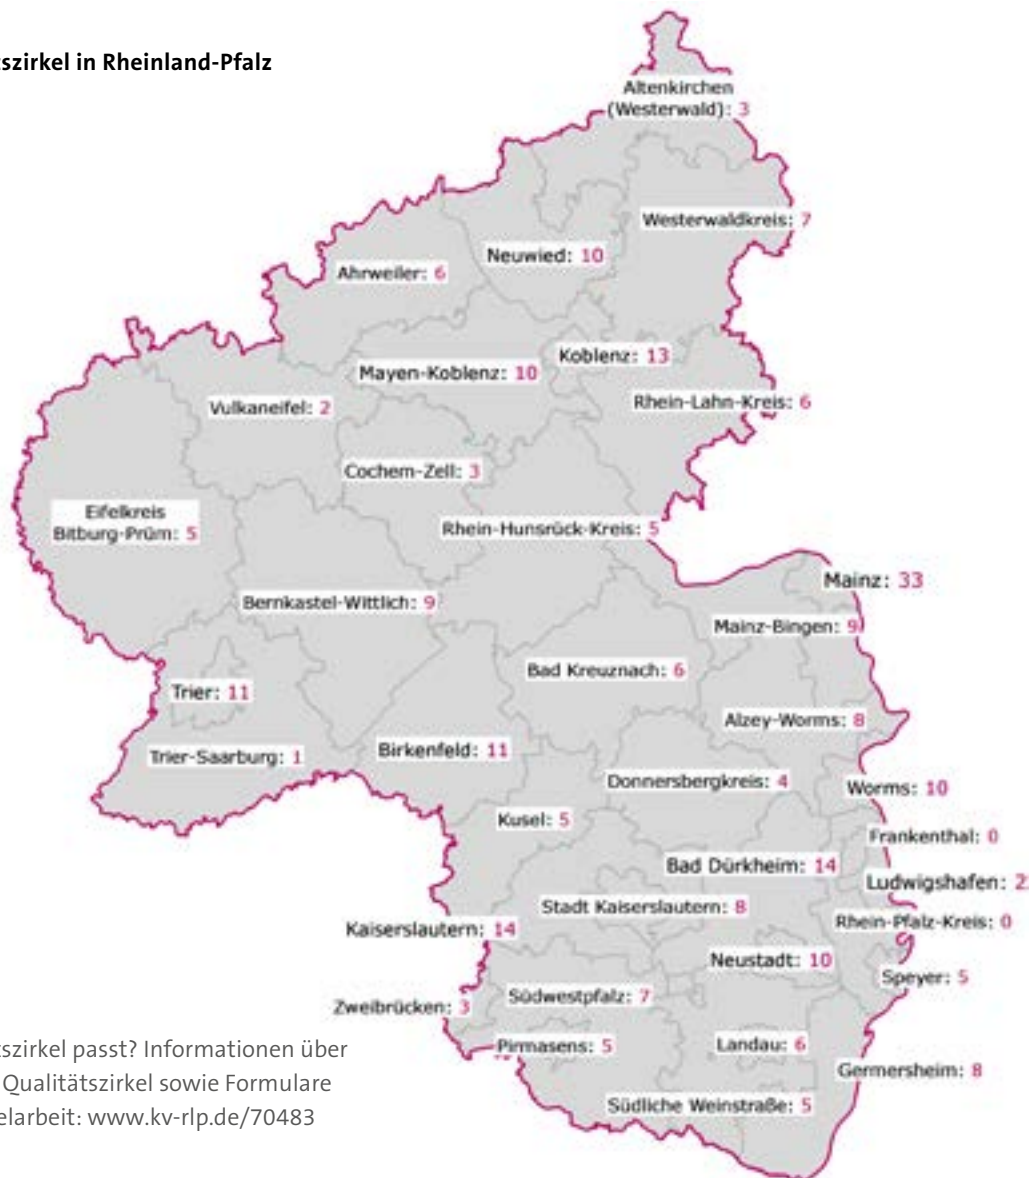 tszirkel in Rheinland-Pfalz
Altenkirchen
(Westerwald): 3
Westerwaldkreis: 7
Neuwied: 10
Ahrweiler: 6
Koblenz: 13
Mayen-Koblenz: 10
Rhein-Lahn-Kreis: 6
Vulkaneifel: 2
Cochem-Zell: 3
Eifelkreis
Bitburg-Prüm: 5
Rhein-Hunsrück-Kreis: 5
Mainz: 33
Bernkastel-Wittlich: 9
Mainz-Bingen: 9
Bad Kreuznach: 6
Trier: 11
Alzey-Worms: 8
Birkenfeld: 11
Trier-Saarburg: 1
Donnersbergkreis: 4
Worms: 10
Kusel: 5
Frankenthal: 0
Bad Dürkheim: 14
Ludwigshafen: 2
Stadt Kaiserslautern: 8
Rhein-Pfalz-Kreis: 0
Kaiserslautern: 14
Neustadt: 10
Speyer: 5
Südwestpfalz: 7
Zweibrücken: 3
Pirmasens: 5
Landau: 6
Germersheim: 8
Südliche Weinstraße: 5
tszirkel passt? Informationen über
Qualitätszirkel sowie Formulare
elarbeit: www.kv-rlp.de/70483